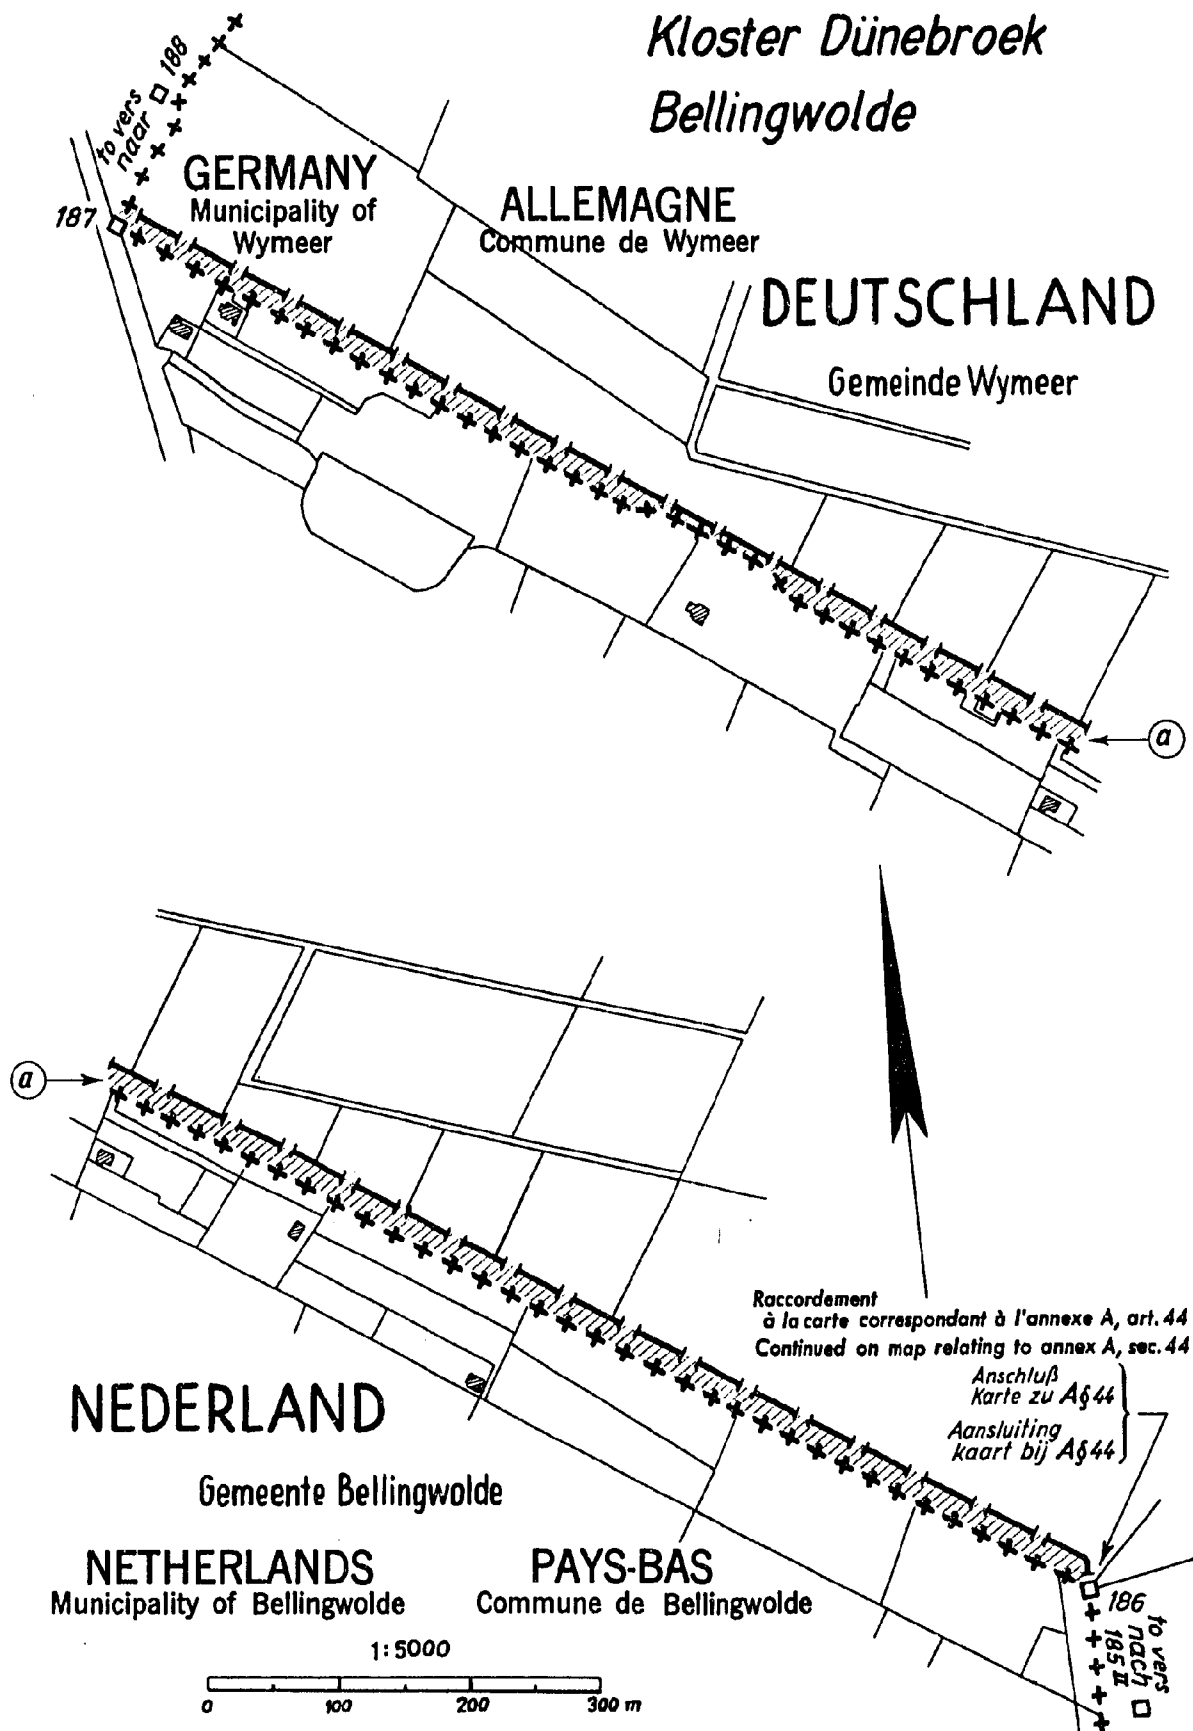 Kloster Dünebroek
Bellingwolde
to vers
naar 188
187
GERMANY
Municipality of
Wymeer
ALLEMAGNE
Commune de Wymeer
DEUTSCHLAND
Gemeinde Wymeer
a
a
Raccordement
à la carte correspondant à l'annexe A, art. 44
Continued on map relating to annex A, sec. 44
Anschluß
Karte zu A§44
Aansluiting
kaart bij A§44
NEDERLAND
Gemeente Bellingwolde
NETHERLANDS
Municipality of Bellingwolde
PAYS-BAS
Commune de Bellingwolde
186
to vers
nach
185 II
1:5000
0 100 200 300 m